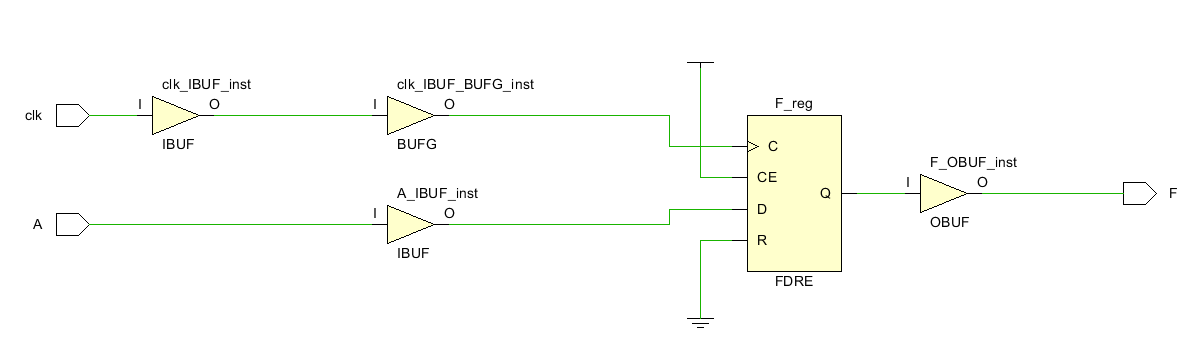 clk
I
clk_IBUF_inst
O
IBUF
I
clk_IBUF_BUFG_inst
O
BUFG
A
I
A_IBUF_inst
O
IBUF
F_reg
C
CE
D
R
Q
FDRE
I
F_OBUF_inst
O
OBUF
F